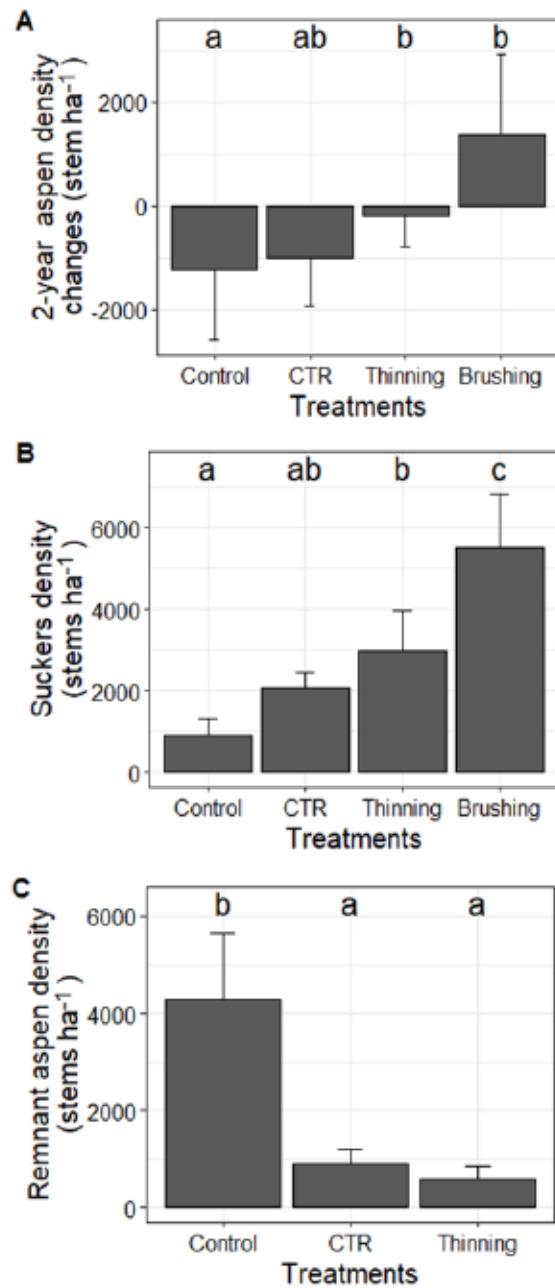 A
a ab b b
2-year aspen density
changes (stem ha⁻¹)
2000
0
-2000
Control CTR Thinning Brushing
Treatments
B
a ab b c
Suckers density
(stems ha⁻¹)
6000
4000
2000
0
Control CTR Thinning Brushing
Treatments
C
b a a
Remnant aspen density
(stems ha⁻¹)
6000
4000
2000
0
Control CTR Thinning
Treatments